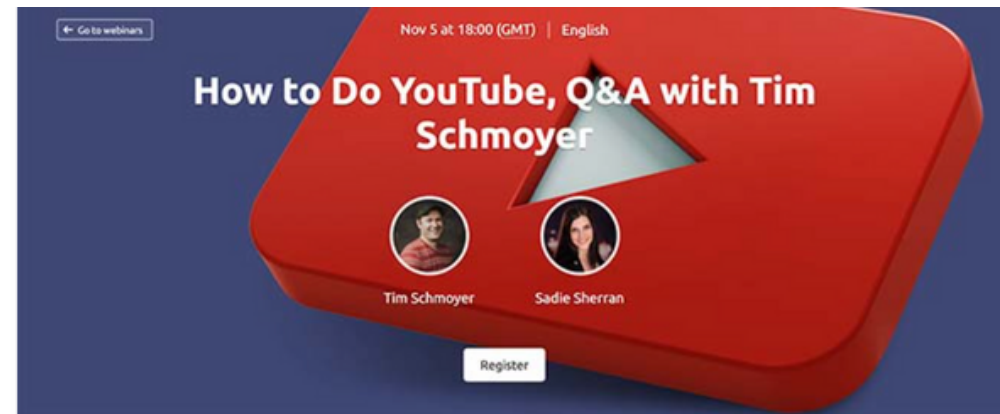 ← Go to webinars
Nov 5 at 18:00 (GMT) | English
How to Do YouTube, Q&A with Tim
Schmoyer
Tim Schmoyer
Sadie Sherran
Register